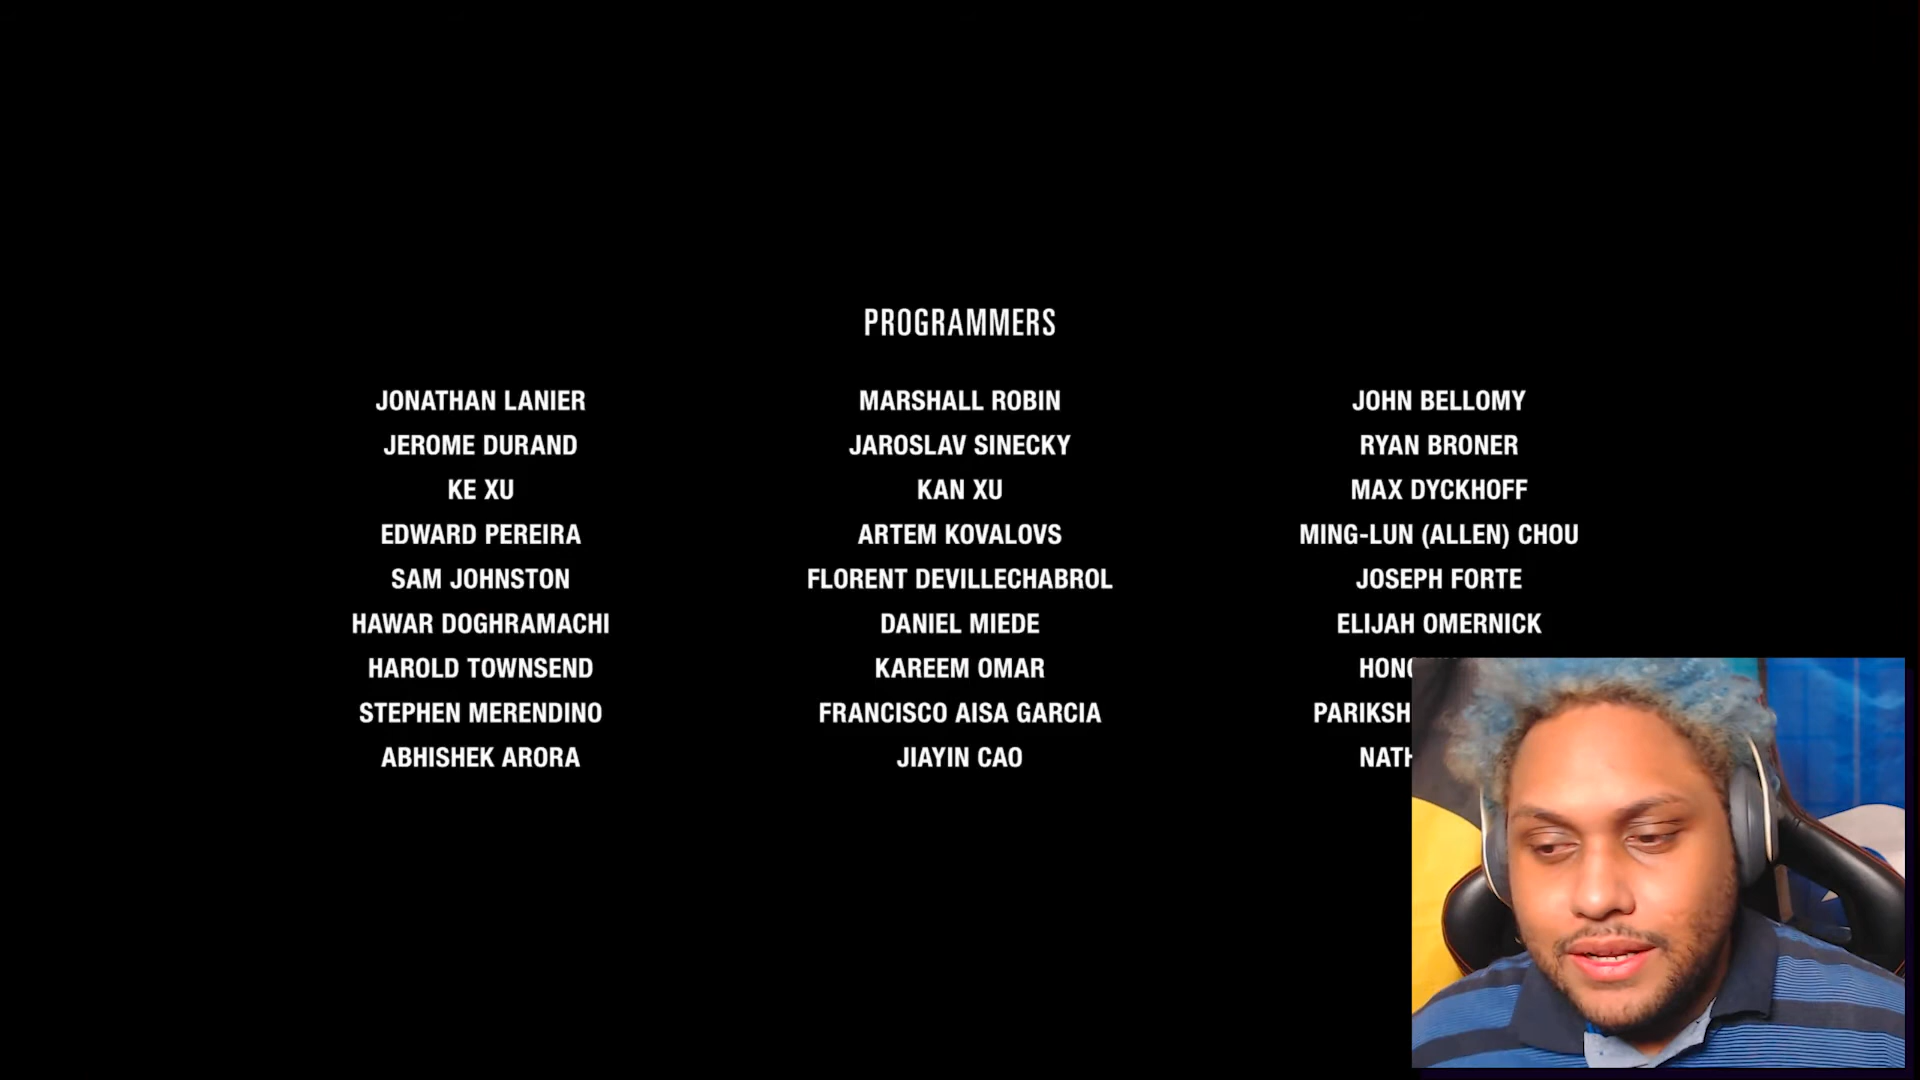 PROGRAMMERS
JONATHAN LANIER MARSHALL ROBIN JOHN BELLOMY
JEROME DURAND JAROSLAV SINECKY RYAN BRONER
KE XU KAN XU MAX DYCKHOFF
EDWARD PEREIRA ARTEM KOVALOVS MING-LUN (ALLEN) CHOU
SAM JOHNSTON FLORENT DEVILLECHABROL JOSEPH FORTE
HAWAR DOGHRAMACHI DANIEL MIEDE ELIJAH OMERNICK
HAROLD TOWNSEND KAREEM OMAR
STEPHEN MERENDINO FRANCISCO AISA GARCIA
ABHISHEK ARORA JIAYIN CAO